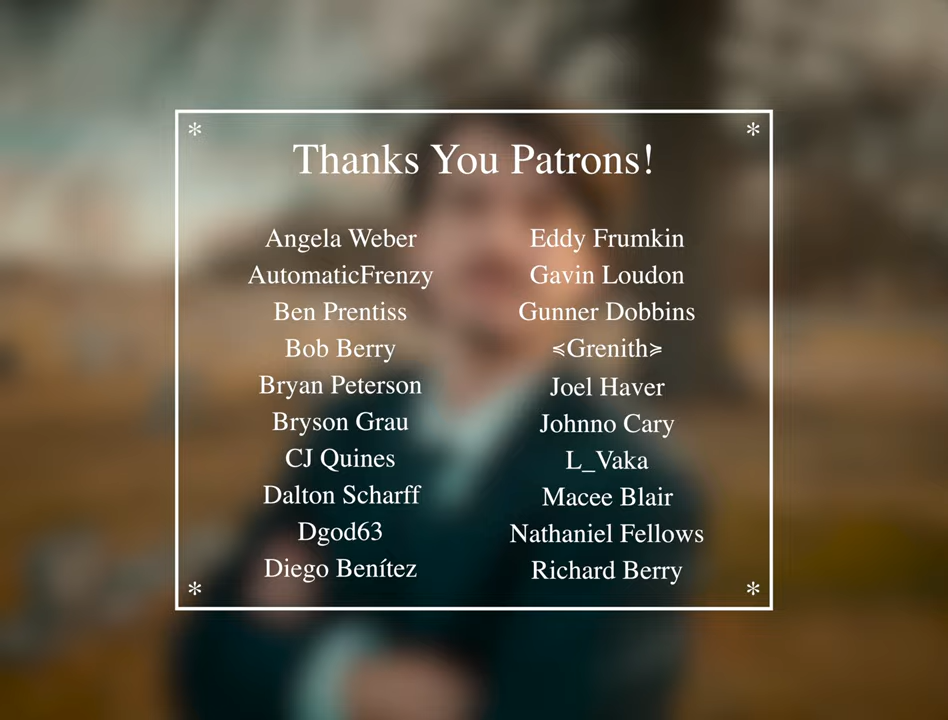 * *
Thanks You Patrons!
Angela Weber
AutomaticFrenzy
Ben Prentiss
Bob Berry
Bryan Peterson
Bryson Grau
CJ Quines
Dalton Scharff
Dgod63
Diego Benítez
Eddy Frumkin
Gavin Loudon
Gunner Dobbins
⪓Grenith⪔
Joel Haver
Johnno Cary
L_Vaka
Macee Blair
Nathaniel Fellows
Richard Berry
* *